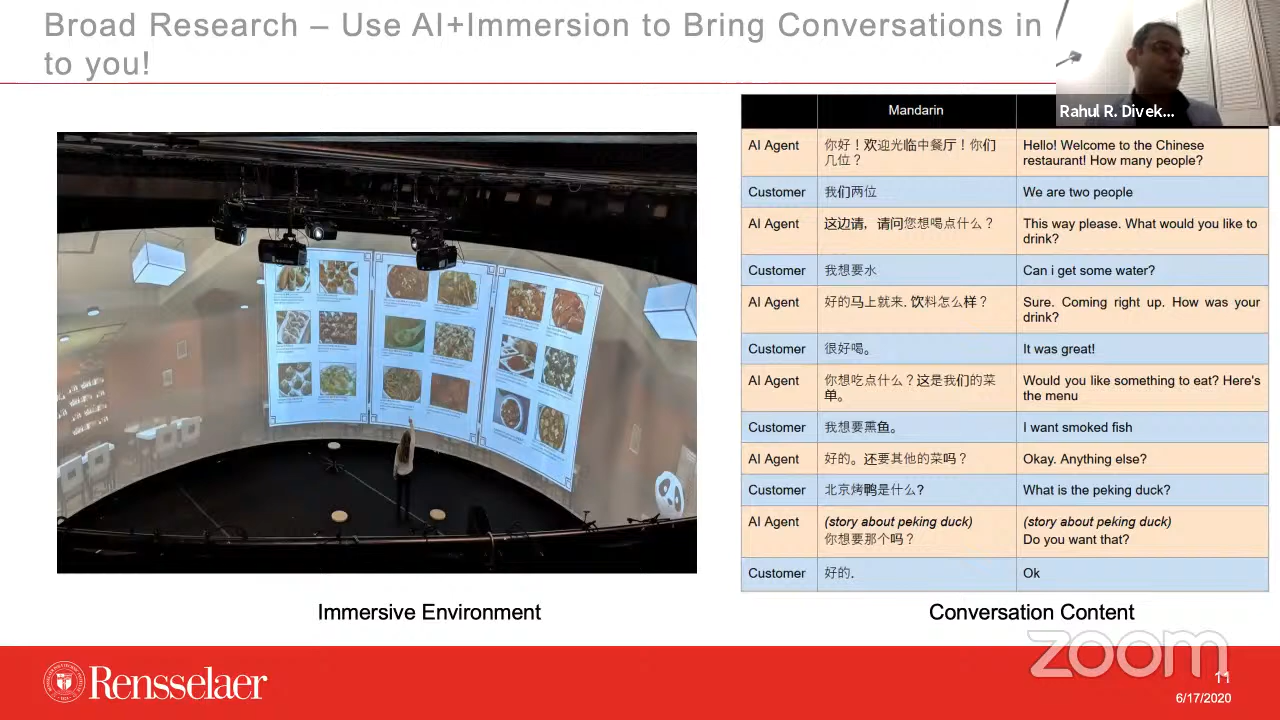 Broad Research – Use AI+Immersion to Bring Conversations in
to you!
Rahul R. Divek...
Mandarin
AI Agent
你好！欢迎光临中餐厅！你们
几位？
Hello! Welcome to the Chinese
restaurant! How many people?
Customer
我们两位
We are two people
AI Agent
这边请，请问您想喝点什么？
This way please. What would you like to
drink?
Customer
我想要水
Can i get some water?
AI Agent
好的马上就来. 饮料怎么样？
Sure. Coming right up. How was your
drink?
Customer
很好喝。
It was great!
AI Agent
你想吃点什么？这是我们的菜
单。
Would you like something to eat? Here's
the menu
Customer
我想要熏鱼。
I want smoked fish
AI Agent
好的。还要其他的菜吗？
Okay. Anything else?
Customer
北京烤鸭是什么?
What is the peking duck?
AI Agent
(story about peking duck)
你想要那个吗？
(story about peking duck)
Do you want that?
Customer
好的.
Ok
Immersive Environment
Conversation Content
zoom
Rensselaer
11
6/17/2020